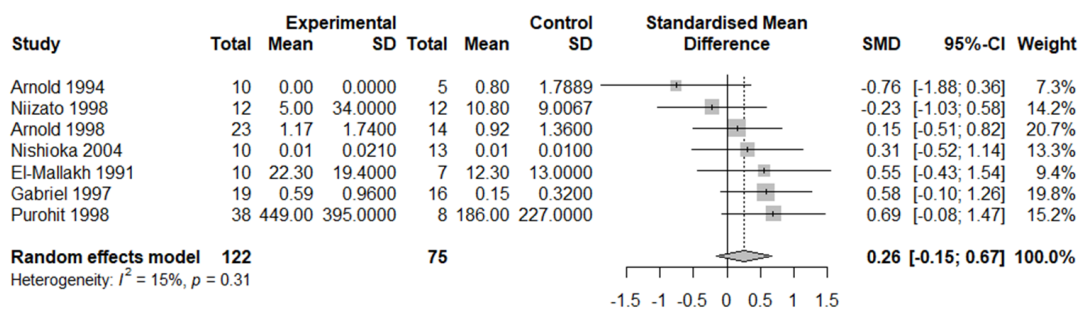 Experimental Control Standardised Mean
Study Total Mean SD Total Mean SD Difference SMD 95%-CI Weight
Arnold 1994 10 0.00 0.0000 5 0.80 1.7889 -0.76 [-1.88; 0.36] 7.3%
Niizato 1998 12 5.00 34.0000 12 10.80 9.0067 -0.23 [-1.03; 0.58] 14.2%
Arnold 1998 23 1.17 1.7400 14 0.92 1.3600 0.15 [-0.51; 0.82] 20.7%
Nishioka 2004 10 0.01 0.0210 13 0.01 0.0100 0.31 [-0.52; 1.14] 13.3%
El-Mallakh 1991 10 22.30 19.4000 7 12.30 13.0000 0.55 [-0.43; 1.54] 9.4%
Gabriel 1997 19 0.59 0.9600 16 0.15 0.3200 0.58 [-0.10; 1.26] 19.8%
Purohit 1998 38 449.00 395.0000 8 186.00 227.0000 0.69 [-0.08; 1.47] 15.2%
Random effects model 122 75 0.26 [-0.15; 0.67] 100.0%
Heterogeneity: I² = 15%, p = 0.31
-1.5 -1 -0.5 0 0.5 1 1.5